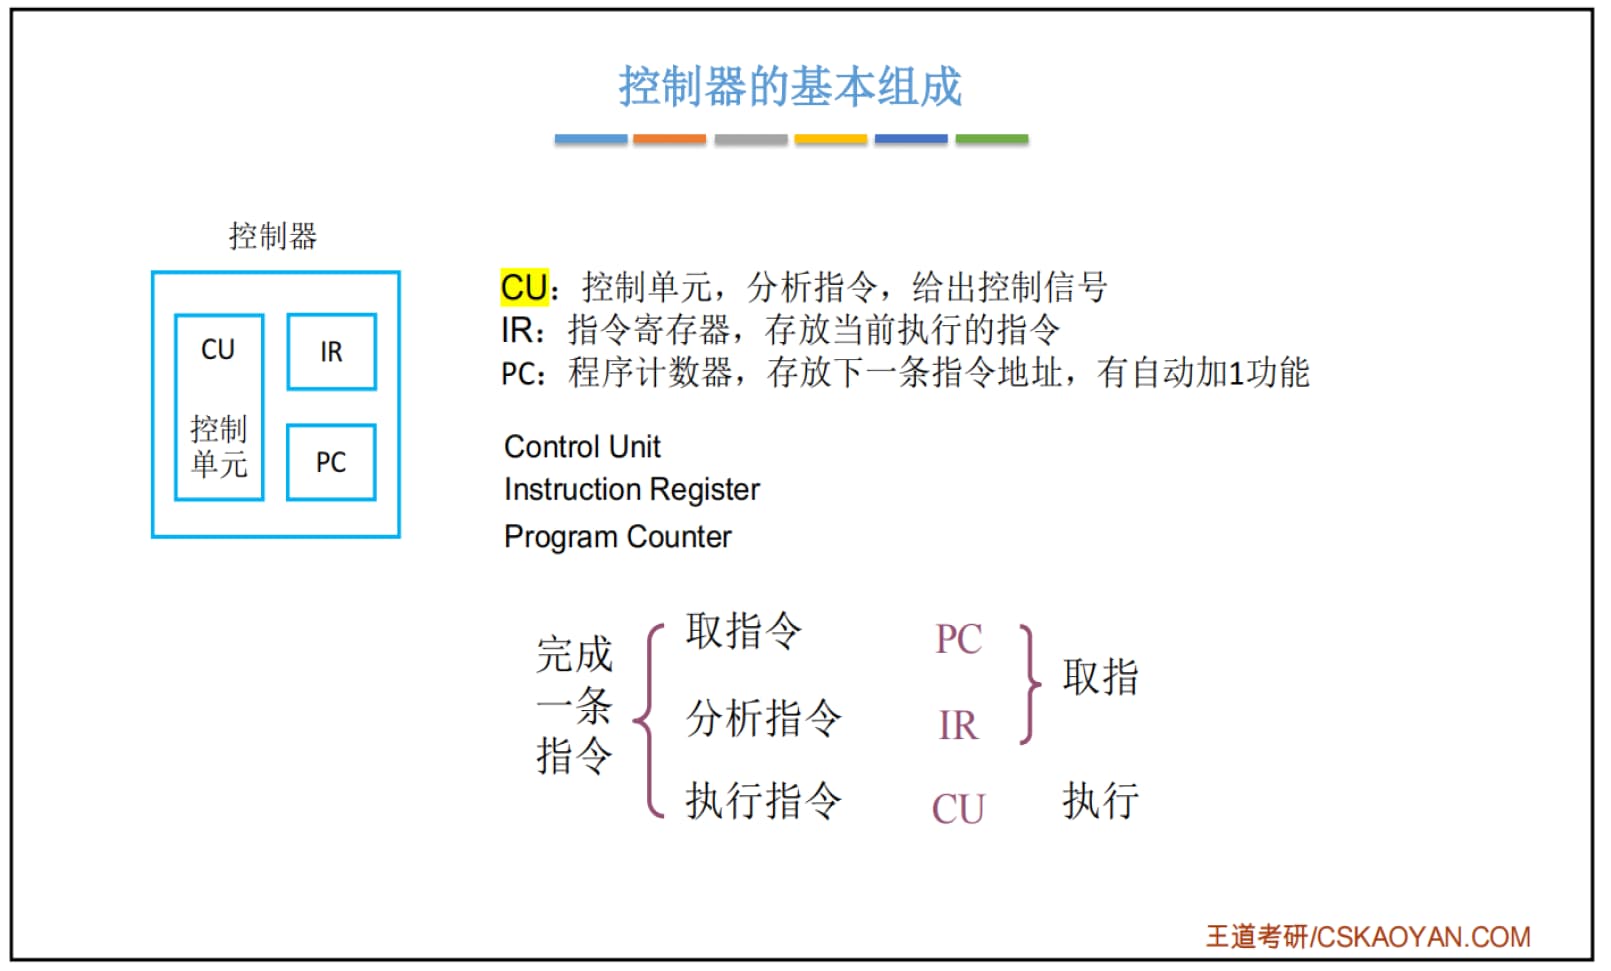 控制器的基本组成
控制器
CU
控制
单元
IR
PC
CU：控制单元，分析指令，给出控制信号
IR：指令寄存器，存放当前执行的指令
PC：程序计数器，存放下一条指令地址，有自动加1功能
Control Unit
Instruction Register
Program Counter
完成
一条
指令
取指令 PC
分析指令 IR
取指
执行指令 CU 执行
王道考研/CSKAOYAN.COM